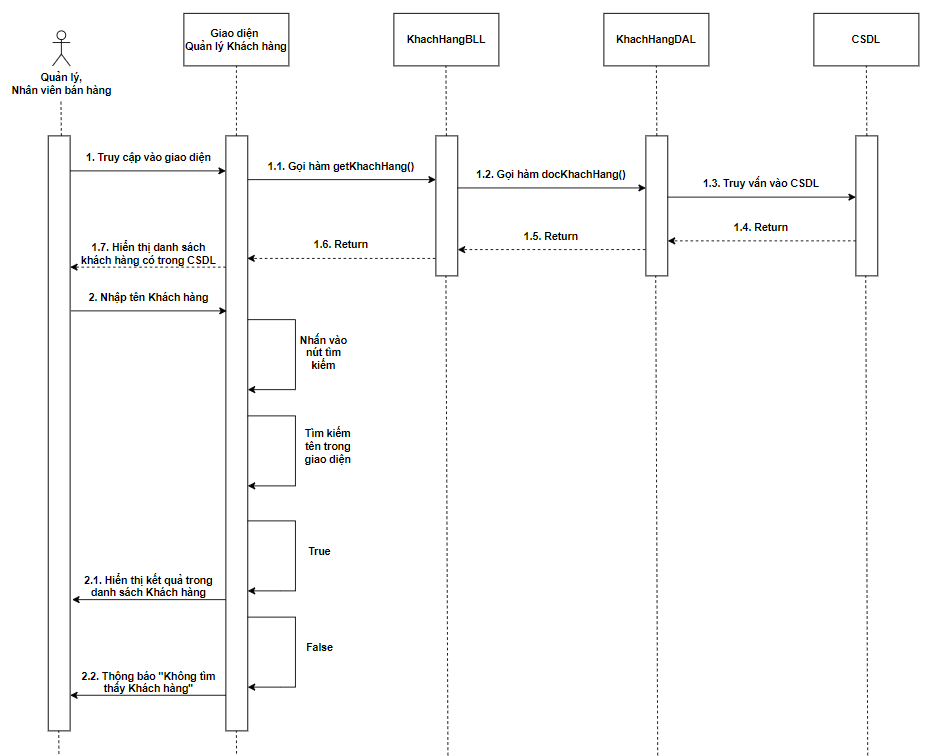 Giao diện
Quản lý Khách hàng
KhachHangBLL
KhachHangDAL
CSDL
Quản lý,
Nhân viên bán hàng
1. Truy cập vào giao diện
1.1. Gọi hàm getKhachHang()
1.2. Gọi hàm docKhachHang()
1.3. Truy vấn vào CSDL
1.4. Return
1.5. Return
1.6. Return
1.7. Hiển thị danh sách
khách hàng có trong CSDL
2. Nhập tên Khách hàng
Nhấn vào
nút tìm
kiếm
Tìm kiếm
tên trong
giao diện
True
2.1. Hiển thị kết quả trong
danh sách Khách hàng
False
2.2. Thông báo "Không tìm
thấy Khách hàng"